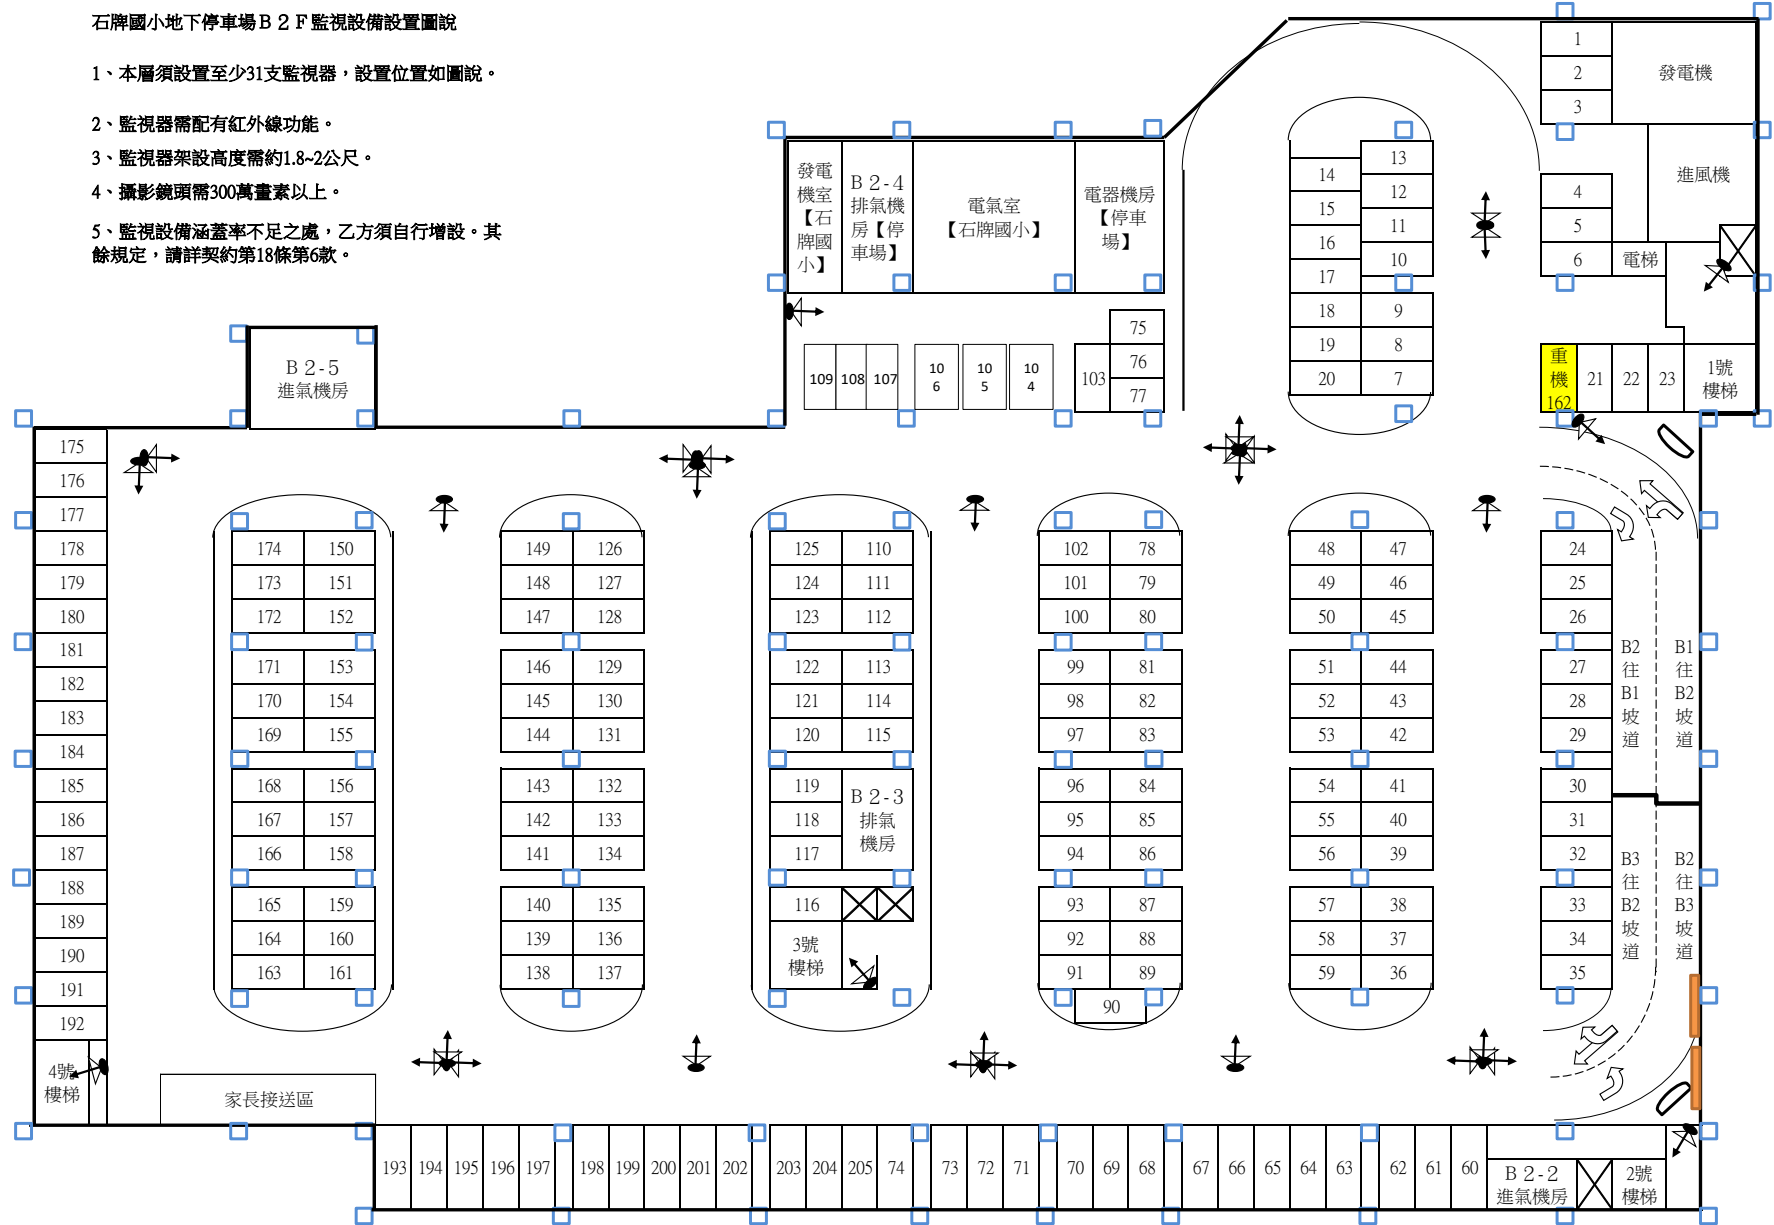 石牌國小地下停車場Ｂ２Ｆ監視設備設置圖說
1、本層須設置至少31支監視器，設置位置如圖說。
2、監視器需配有紅外線功能。
3、監視器架設高度需約1.8~2公尺。
4、攝影鏡頭需300萬畫素以上。
5、監視設備涵蓋率不足之處，乙方須自行增設。其
餘規定，請詳契約第18條第6款。
發電
機室
【石
牌國
小】
Ｂ２-４
排氣機
房【停
車場】
電氣室
【石牌國小】
電器機房
【停車
場】
1
2
3
發電機
進風機
4
5
6
電梯
13
14
12
15
11
16
10
17
18
9
19
8
20
7
重
機
162
21
22
23
1號
樓梯
Ｂ２-５
進氣機房
109
108
107
10
6
10
5
10
4
103
75
76
77
175
176
177
178
179
180
181
182
183
184
185
186
187
188
189
190
191
192
4號
樓梯
家長接送區
174 150
173 151
172 152
171 153
170 154
169 155
168 156
167 157
166 158
165 159
164 160
163 161
149 126
148 127
147 128
146 129
145 130
144 131
143 132
142 133
141 134
140 135
139 136
138 137
125 110
124 111
123 112
122 113
121 114
120 115
119
118
117
Ｂ２-３
排氣
機房
116
3號
樓梯
102 78
101 79
100 80
99 81
98 82
97 83
96 84
95 85
94 86
93 87
92 88
91 89
90
48 47
49 46
50 45
51 44
52 43
53 42
54 41
55 40
56 39
57 38
58 37
59 36
24
25
26
27
28
29
30
31
32
33
34
35
B2
往
B1
坡
道
B1
往
B2
坡
道
B3
往
B2
坡
道
B2
往
B3
坡
道
193 194 195 196 197 198 199 200 201 202 203 204 205 74 73 72 71 70 69 68 67 66 65 64 63 62 61 60
Ｂ２-２
進氣機房
2號
樓梯